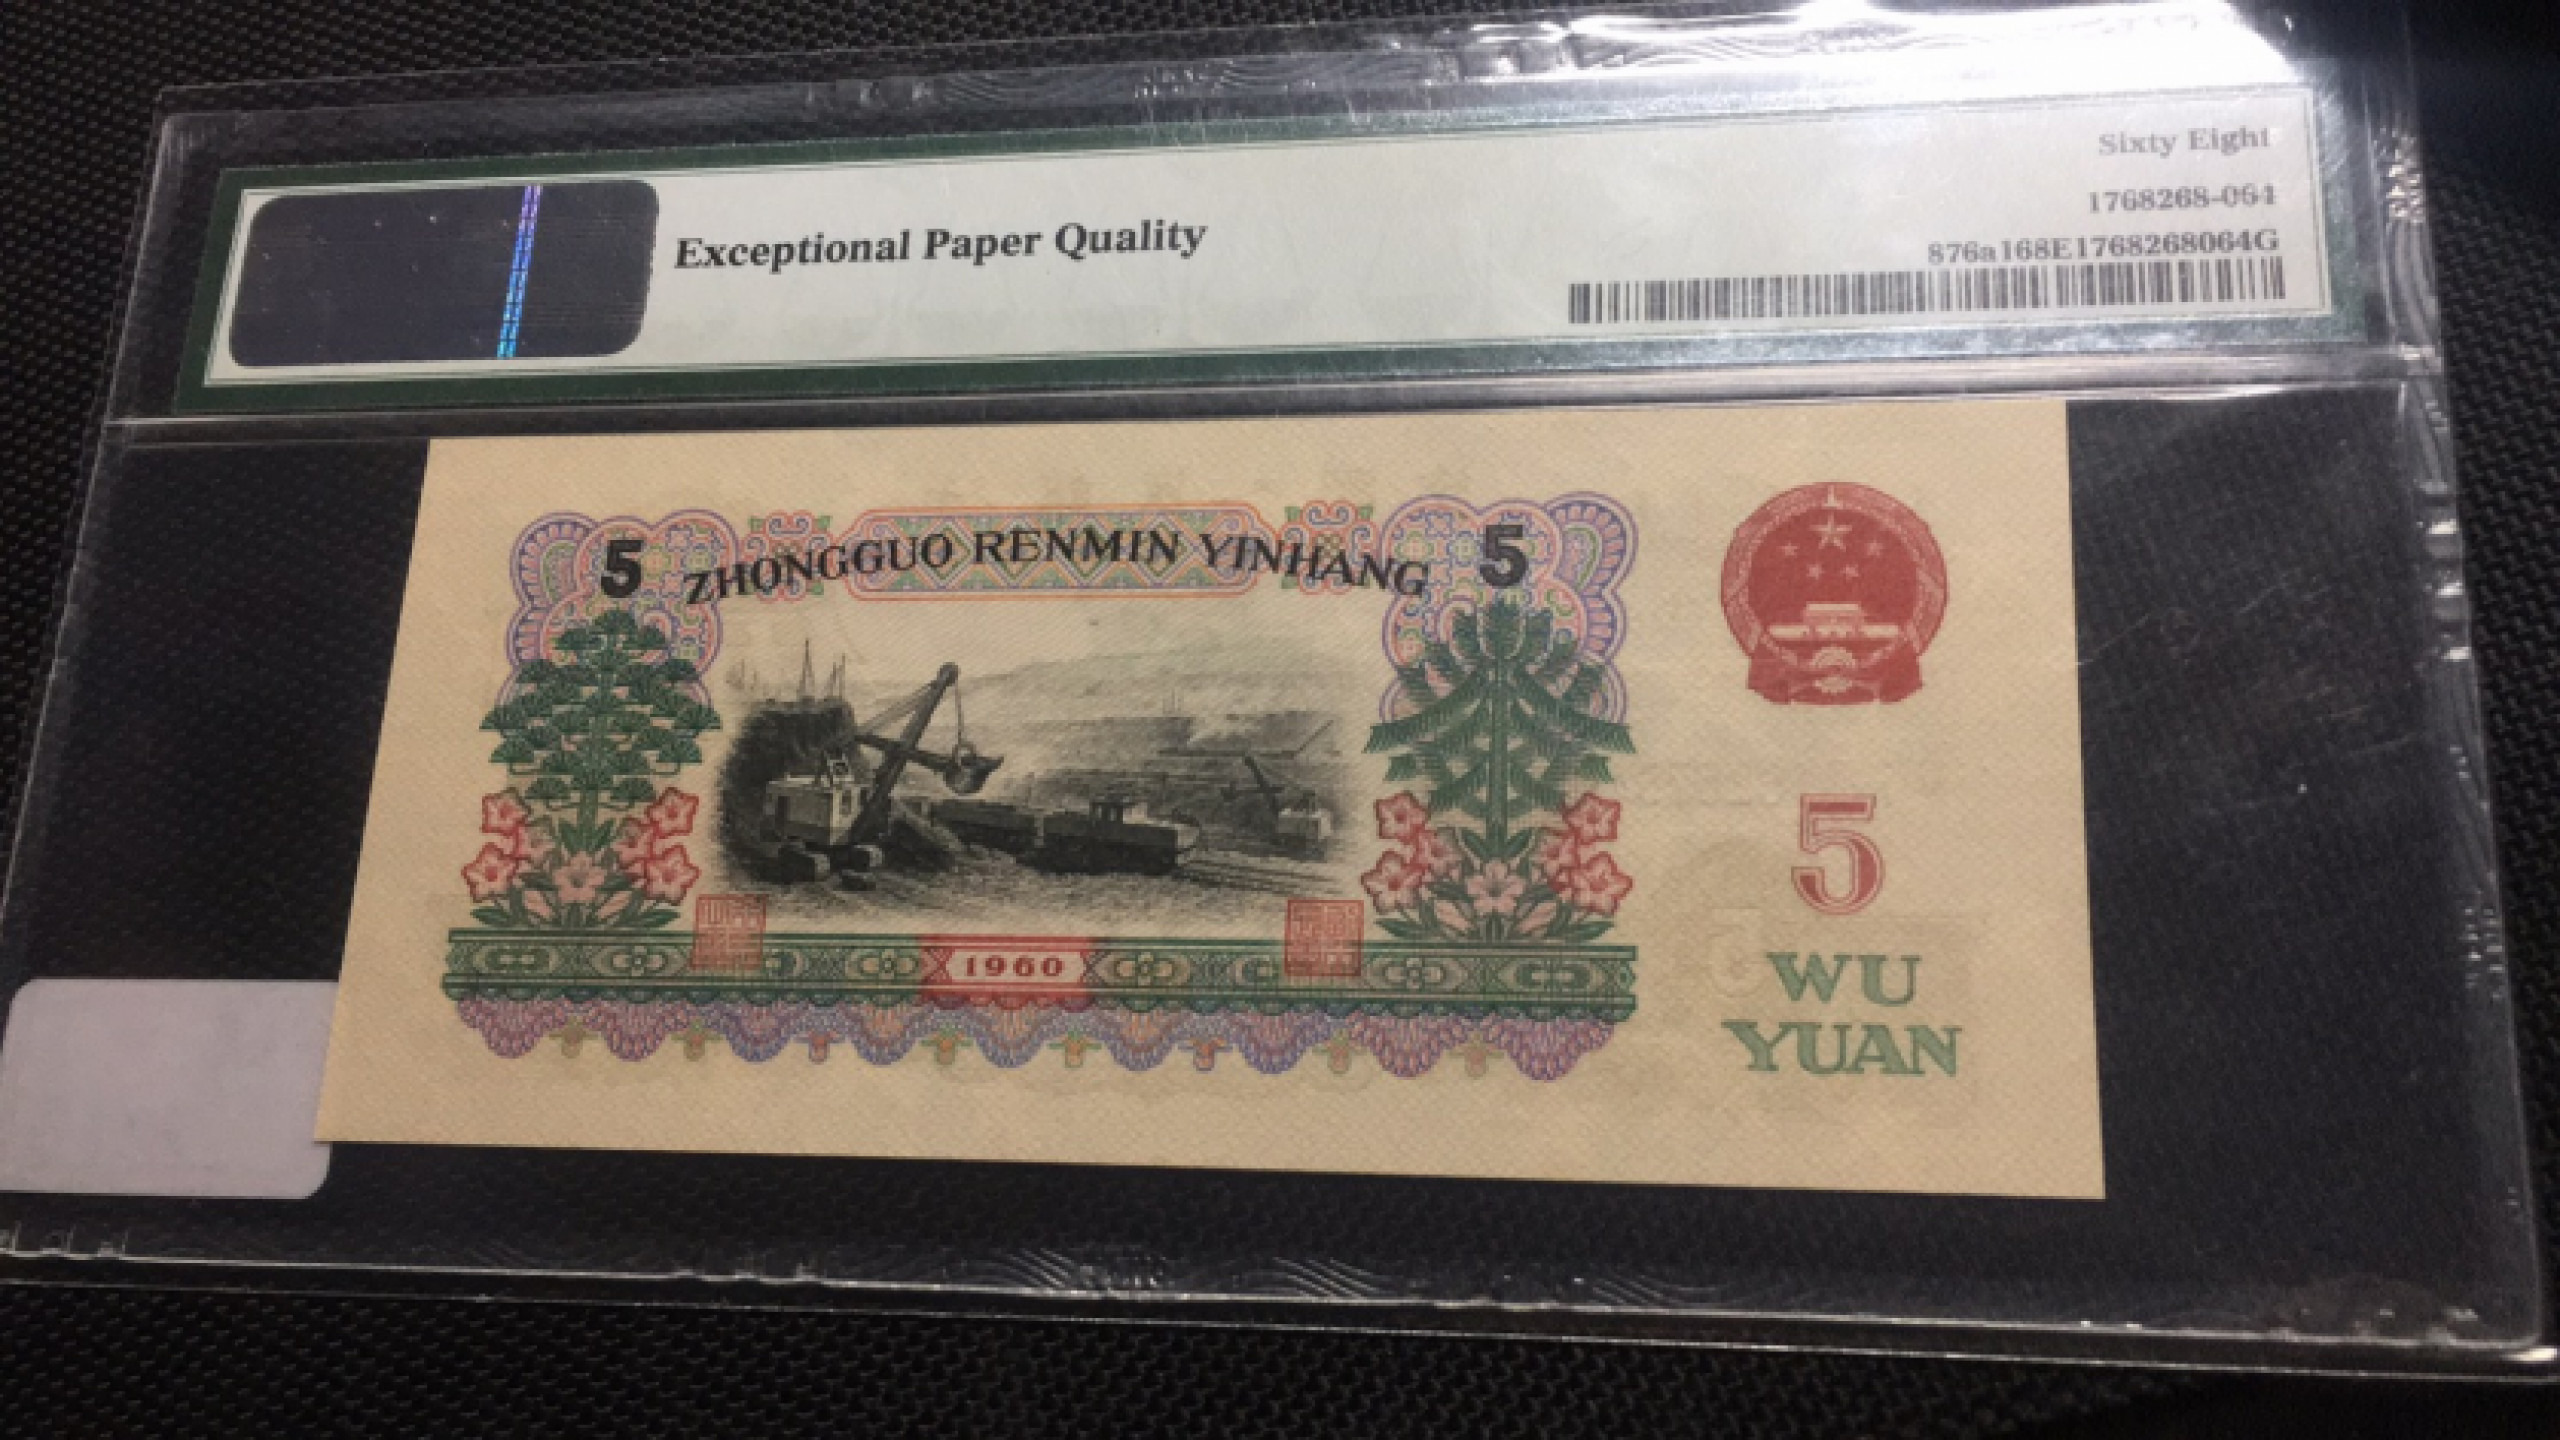 Sixty Eight
1768268-064
Exceptional Paper Quality
876a168E1768268064G
5 ZHONGGUO RENMIN YINHANG 5
5
1960
WU
YUAN